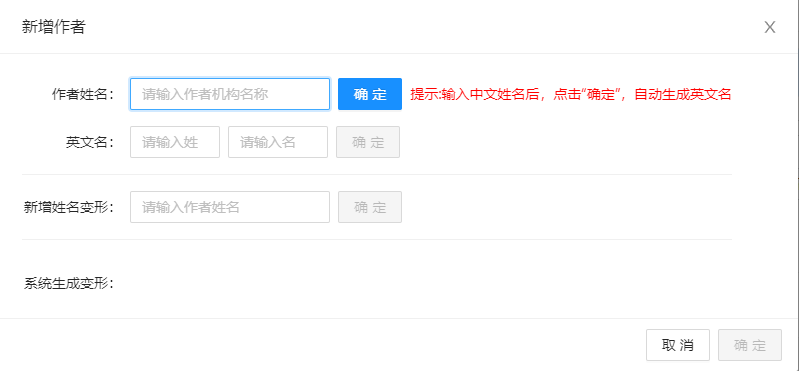 新增作者
X
作者姓名： 请输入作者机构名称 确 定 提示:输入中文姓名后，点击“确定”，自动生成英文名
英文名： 请输入姓 请输入名 确 定
新增姓名变形： 请输入作者姓名 确 定
系统生成变形：
取 消 确 定